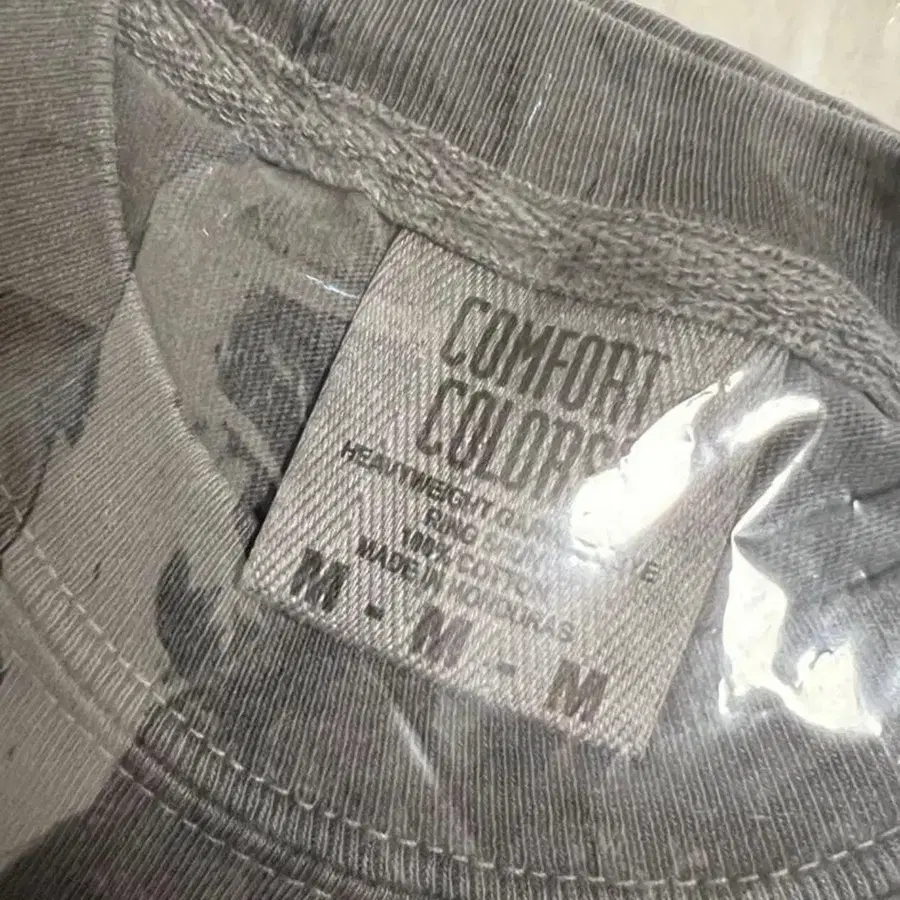 COMFORT
COLORS
HEAVYWEIGHT
RING
100% COTTON
MADE IN HONDURAS
M - M - M